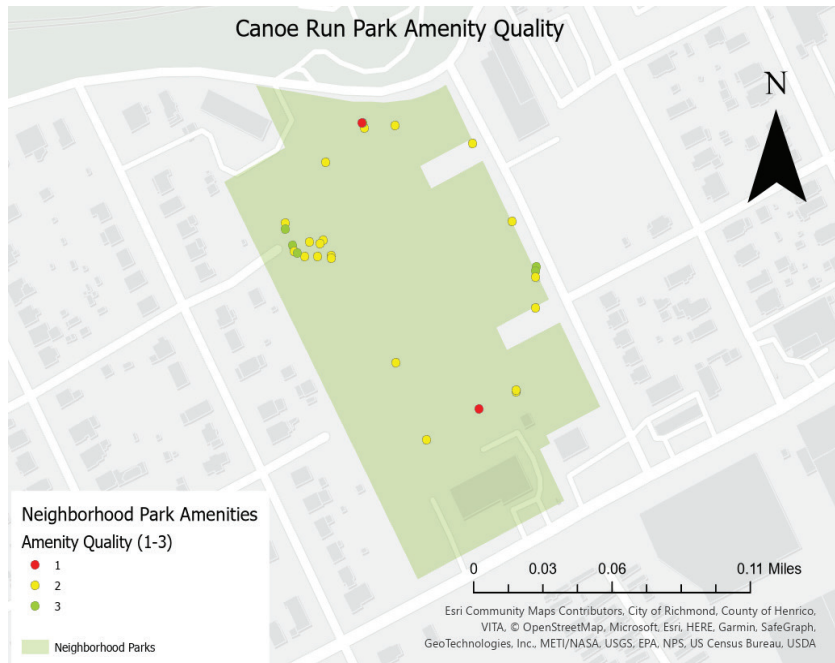 Canoe Run Park Amenity Quality
N
Neighborhood Park Amenities
Amenity Quality (1-3)
1
2
3
Neighborhood Parks
0 0.03 0.06 0.11 Miles
Esri Community Maps Contributors, City of Richmond, County of Henrico,
VITA, © OpenStreetMap, Microsoft, Esri, HERE, Garmin, SafeGraph,
GeoTechnologies, Inc., METI/NASA, USGS, EPA, NPS, US Census Bureau, USDA